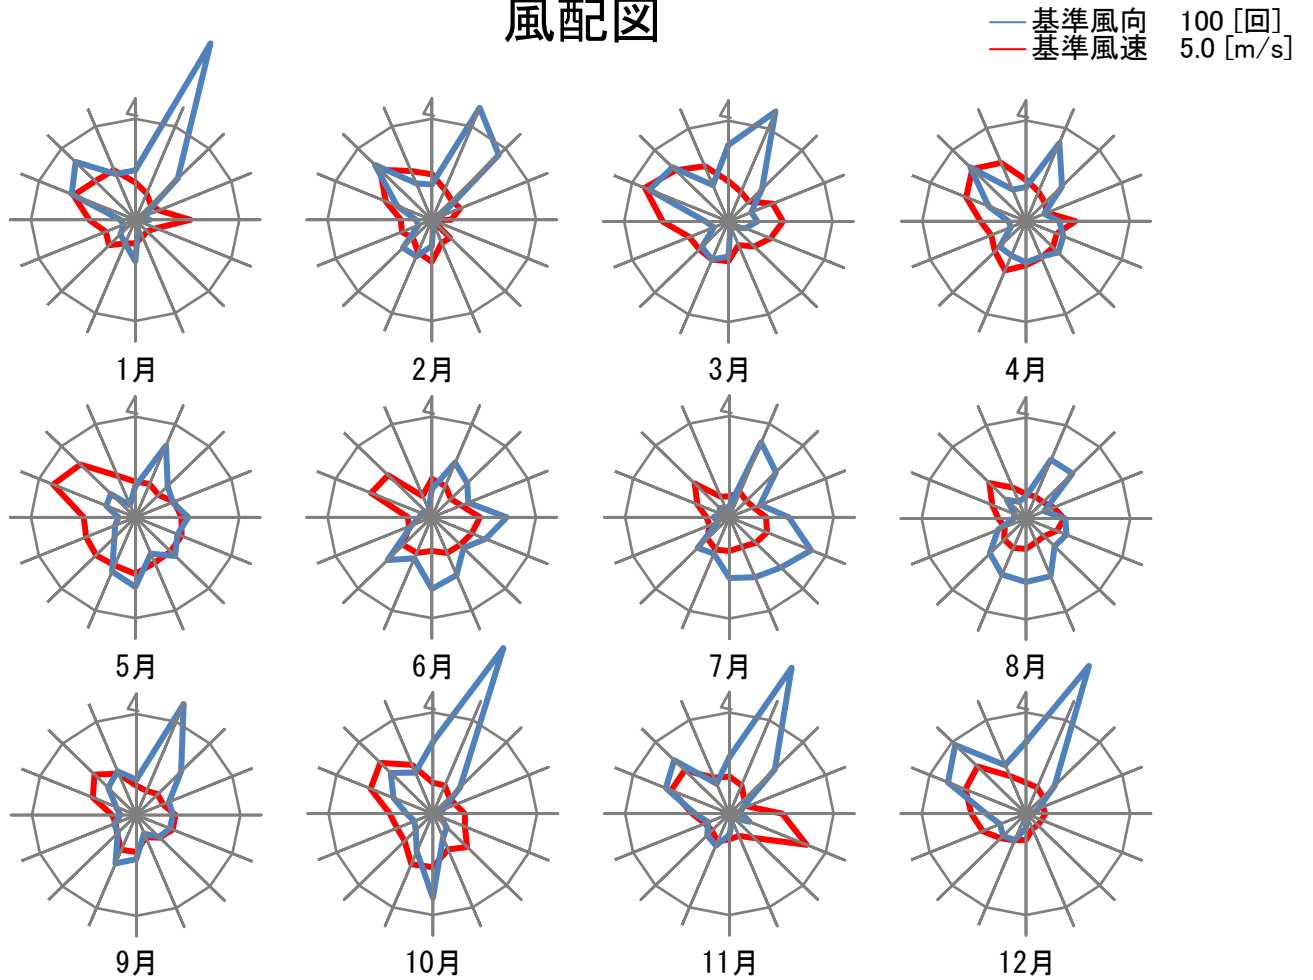 風配図
基準風向 100 [回]
基準風速 5.0 [m/s]
1月 2月 3月 4月
5月 6月 7月 8月
9月 10月 11月 12月